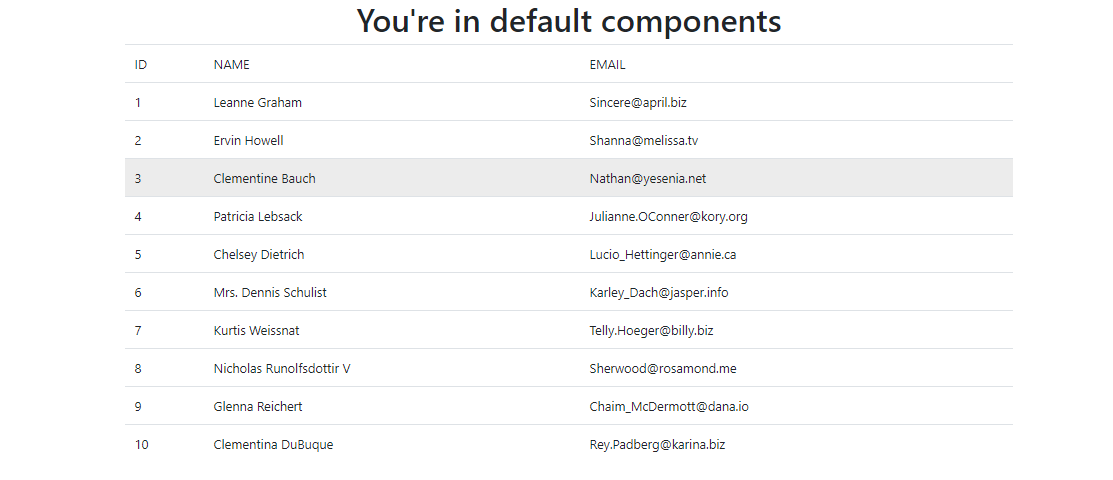 You're in default components
ID NAME EMAIL
1 Leanne Graham Sincere@april.biz
2 Ervin Howell Shanna@melissa.tv
3 Clementine Bauch Nathan@yesenia.net
4 Patricia Lebsack Julianne.OConner@kory.org
5 Chelsey Dietrich Lucio_Hettinger@annie.ca
6 Mrs. Dennis Schulist Karley_Dach@jasper.info
7 Kurtis Weissnat Telly.Hoeger@billy.biz
8 Nicholas Runolfsdottir V Sherwood@rosamond.me
9 Glenna Reichert Chaim_McDermott@dana.io
10 Clementina DuBuque Rey.Padberg@karina.biz